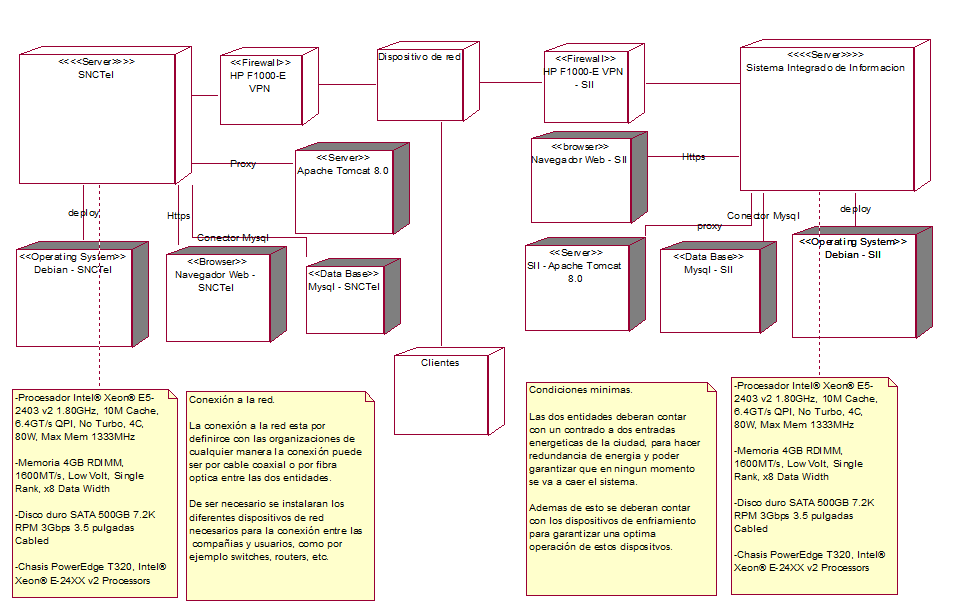 <<<<Server>>>>
SNCTel
<<Firewall>>
HP F1000-E
VPN
Dispositivo de red
<<Firewall>>
HP F1000-E VPN
- SII
<<<<Server>>>>
Sistema Integrado de Informacion
Proxy
<<Server>>
Apache Tomcat 8.0
<<browser>>
Navegador Web - SII
Https
deploy
Https
Conector Mysql
Conector Mysql
proxy
deploy
<<Operating System>>
Debian - SNCTel
<<Browser>>
Navegador Web -
SNCTel
<<Data Base>>
Mysql - SNCTel
<<Server>>
SII - Apache Tomcat
8.0
<<Data Base>>
Mysql - SII
<<Operating System>>
Debian - SII
Clientes
-Procesador Intel® Xeon® E5-
2403 v2 1.80GHz, 10M Cache,
6.4GT/s QPI, No Turbo, 4C,
80W, Max Mem 1333MHz
-Memoria 4GB RDIMM,
1600MT/s, Low Volt, Single
Rank, x8 Data Width
-Disco duro SATA 500GB 7.2K
RPM 3Gbps 3.5 pulgadas
Cabled
-Chasis PowerEdge T320, Intel®
Xeon® E-24XX v2 Processors
Conexión a la red.
La conexión a la red esta por
definirce con las organizaciones de
cualquier manera la conexión puede
ser por cable coaxial o por fibra
optica entre las dos entidades.
De ser necesario se instalaran los
diferentes dispositivos de red
necesarios para la conexión entre las
compañias y usuarios, como por
ejemplo switches, routers, etc.
Condiciones minimas.
Las dos entidades deberan contar
con un contrado a dos entradas
energeticas de la ciudad, para hacer
redundancia de energia y poder
garantizar que en ningun momento
se va a caer el sistema.
Ademas de esto se deberan contar
con los dispositivos de enfriamiento
para garantizar una optima
operación de estos dispositvos.
-Procesador Intel® Xeon® E5-
2403 v2 1.80GHz, 10M Cache,
6.4GT/s QPI, No Turbo, 4C,
80W, Max Mem 1333MHz
-Memoria 4GB RDIMM,
1600MT/s, Low Volt, Single
Rank, x8 Data Width
-Disco duro SATA 500GB 7.2K
RPM 3Gbps 3.5 pulgadas
Cabled
-Chasis PowerEdge T320, Intel®
Xeon® E-24XX v2 Processors